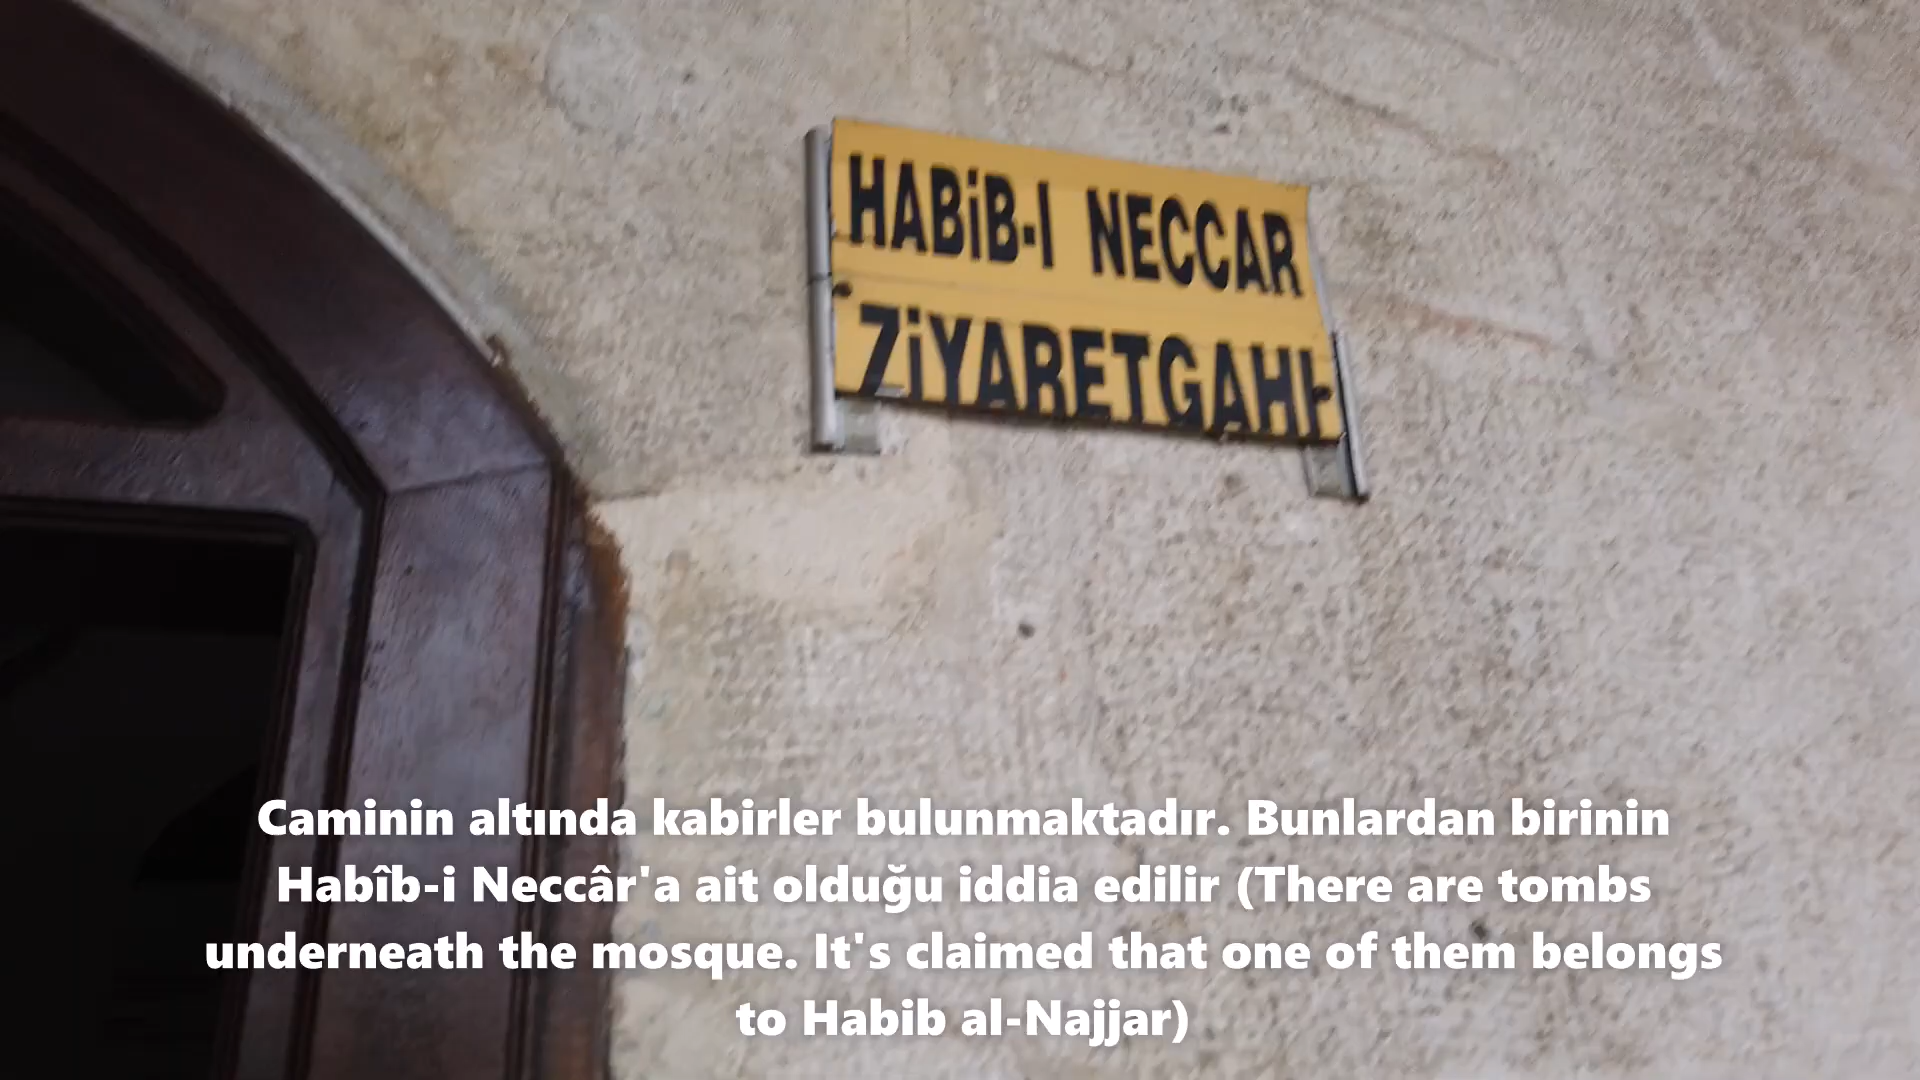 HABİB-I NECCAR
ZİYARETGAHI
Caminin altında kabirler bulunmaktadır. Bunlardan birinin
Habîb-i Neccâr'a ait olduğu iddia edilir (There are tombs
underneath the mosque. It's claimed that one of them belongs
to Habib al-Najjar)